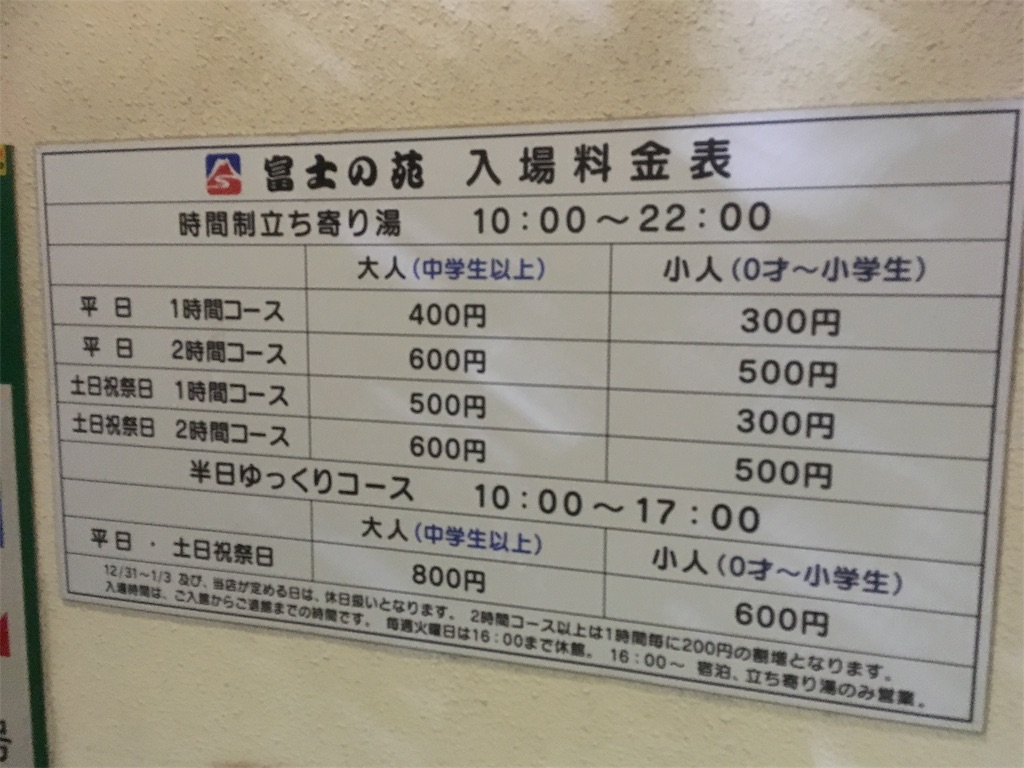 富士の苑 入場料金表
時間制立ち寄り湯 10:00～22:00
大人(中学生以上) 小人(0才～小学生)
平日 1時間コース 400円 300円
平日 2時間コース 600円 500円
土日祝祭日 1時間コース 500円 300円
土日祝祭日 2時間コース 600円 500円
半日ゆっくりコース 10:00～17:00
大人(中学生以上) 小人(0才～小学生)
平日・土日祝祭日 800円 600円
12/31～1/3 及び、当店が定める日は、休日扱いとなります。 2時間コース以上は1時間毎に200円の割増となります。
入湯時間は、ご入館からご退館までの時間です。 毎週火曜日は16:00まで休館。 16:00～ 宿泊、立ち寄り湯のみ営業。